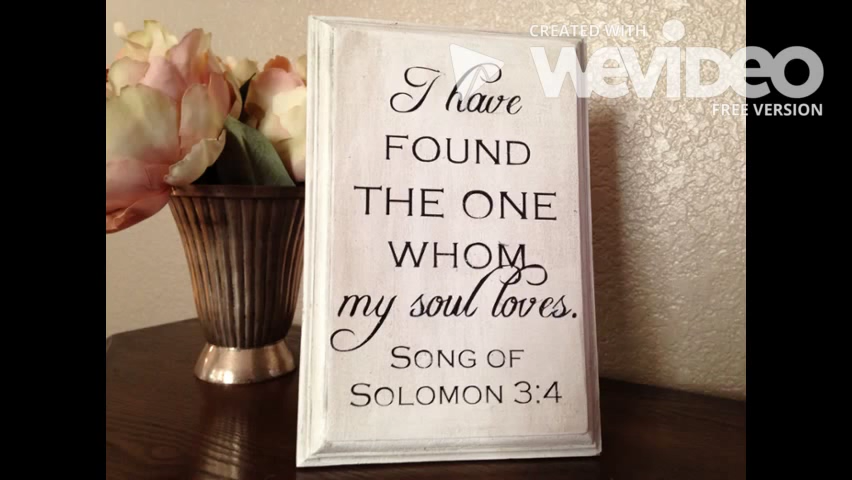 CREATED WITH
WEVIDEO
FREE VERSION
I have
FOUND
THE ONE
WHOM
my soul loves.
SONG OF
SOLOMON 3:4